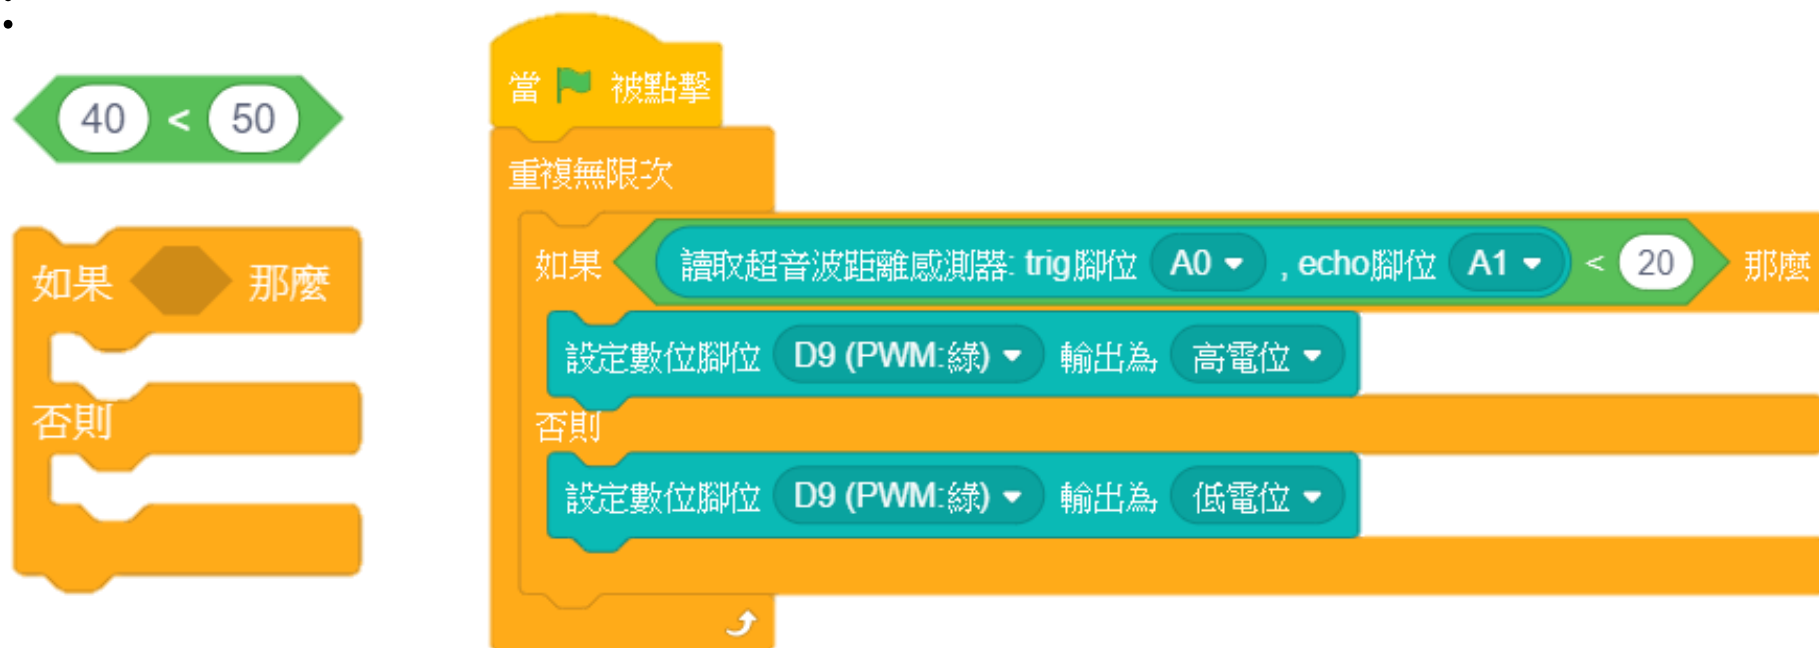 40 < 50
如果 那麼
否則
當 被點擊
重複無限次
如果 讀取超音波距離感測器: trig腳位 A0 , echo腳位 A1 < 20 那麼
設定數位腳位 D9 (PWM:綠) 輸出為 高電位
否則
設定數位腳位 D9 (PWM:綠) 輸出為 低電位